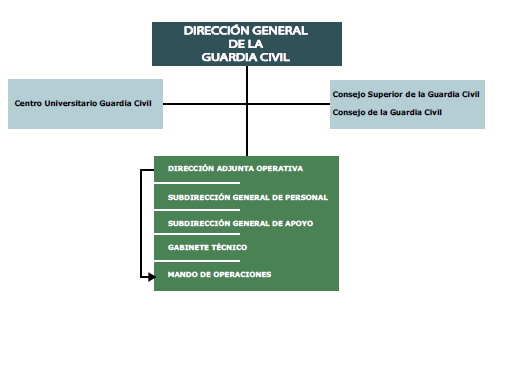 DIRECCIÓN GENERAL
DE LA
GUARDIA CIVIL
Centro Universitario Guardia Civil
Consejo Superior de la Guardia Civil
Consejo de la Guardia Civil
DIRECCIÓN ADJUNTA OPERATIVA
SUBDIRECCIÓN GENERAL DE PERSONAL
SUBDIRECCIÓN GENERAL DE APOYO
GABINETE TÉCNICO
MANDO DE OPERACIONES